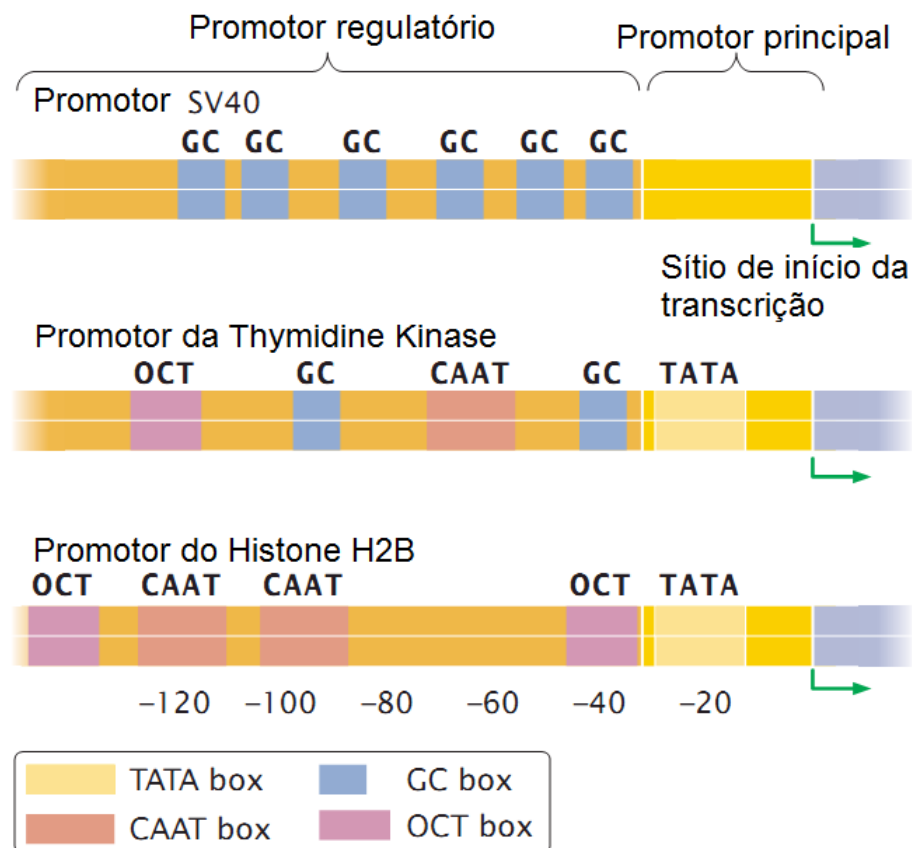 Promotor regulatório
Promotor principal
Promotor SV40
GC GC GC GC GC GC
Sítio de início da
transcrição
Promotor da Thymidine Kinase
OCT GC CAAT GC TATA
Promotor do Histone H2B
OCT CAAT CAAT OCT TATA
–120 –100 –80 –60 –40 –20
TATA box GC box
CAAT box OCT box